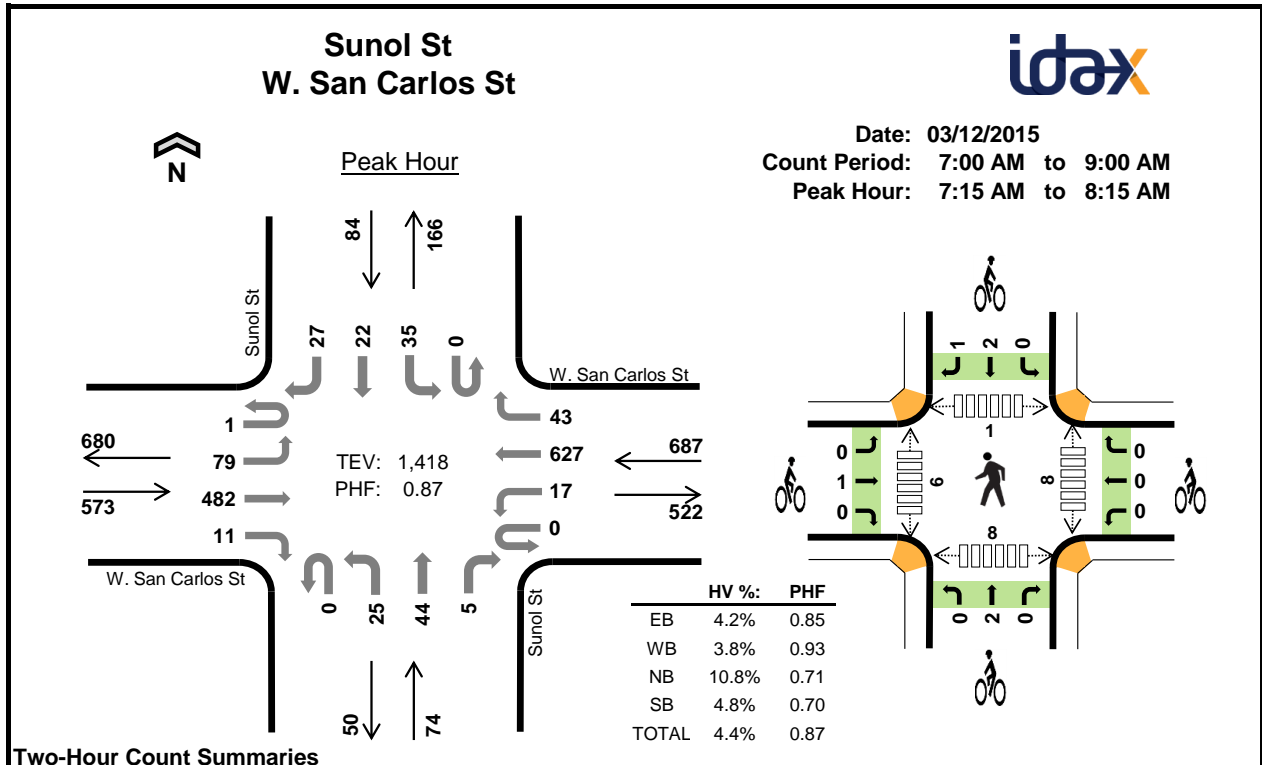 Sunol St
W. San Carlos St
idax
Date: 03/12/2015
Count Period: 7:00 AM to 9:00 AM
Peak Hour: 7:15 AM to 8:15 AM
N
Peak Hour
84
166
Sunol St
27
22
35
0
W. San Carlos St
1
79
482
11
680
573
TEV: 1,418
PHF: 0.87
43
627
17
0
687
522
W. San Carlos St
0
25
44
5
Sunol St
50
74
HV %: PHF
EB 4.2% 0.85
WB 3.8% 0.93
NB 10.8% 0.71
SB 4.8% 0.70
TOTAL 4.4% 0.87
1 2 0
1
0
1
0
6
8
0
0
0
8
0 2 0
Two-Hour Count Summaries